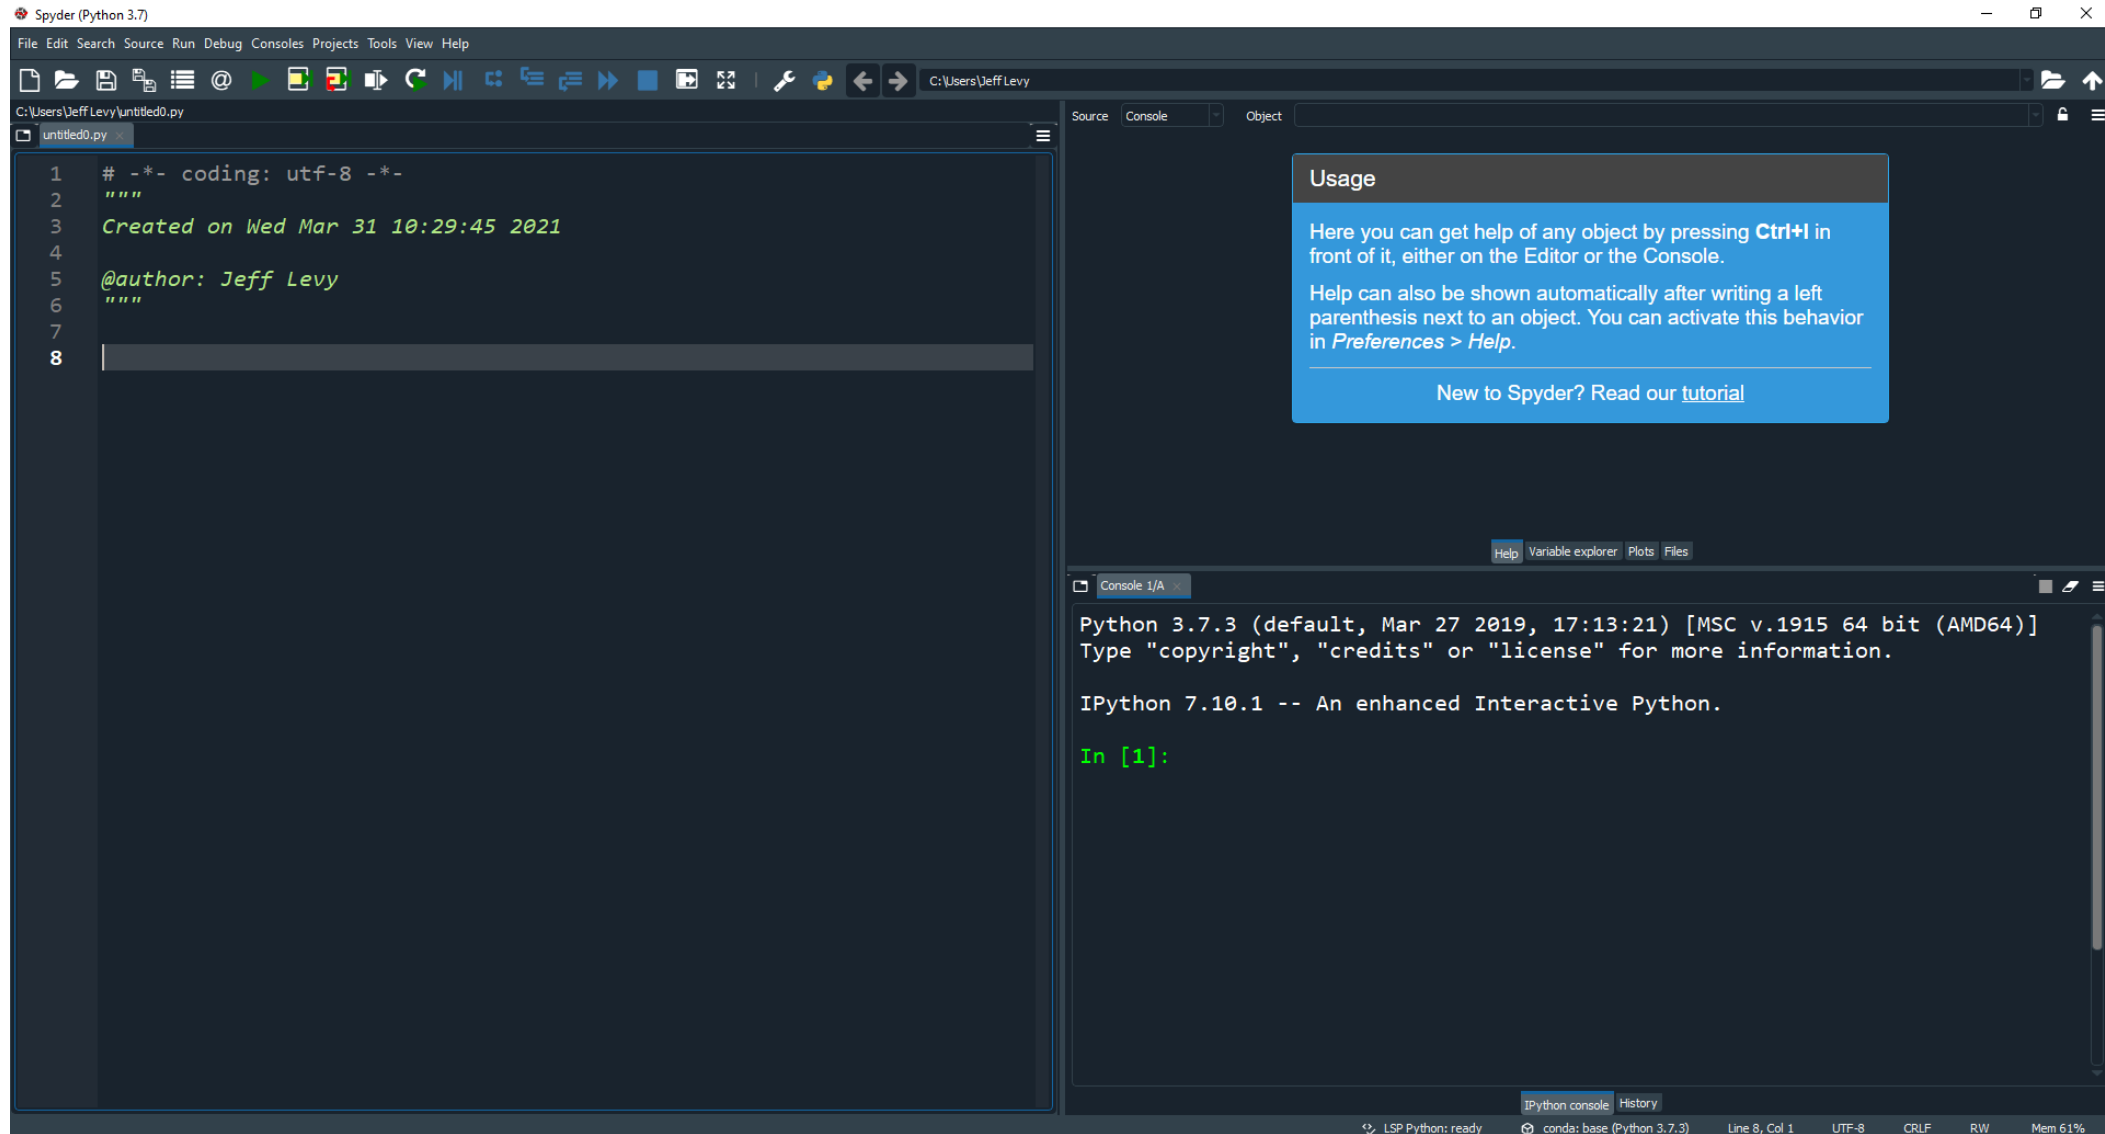 Spyder (Python 3.7)
File Edit Search Source Run Debug Consoles Projects Tools View Help
C:\Users\Jeff Levy
C:\Users\Jeff Levy\untitled0.py
untitled0.py
1 # -*- coding: utf-8 -*-
2 """
3 Created on Wed Mar 31 10:29:45 2021
4
5 @author: Jeff Levy
6 """
7
8
Source Console Object
Usage
Here you can get help of any object by pressing Ctrl+I in
front of it, either on the Editor or the Console.
Help can also be shown automatically after writing a left
parenthesis next to an object. You can activate this behavior
in Preferences > Help.
New to Spyder? Read our tutorial
Help Variable explorer Plots Files
Console 1/A
Python 3.7.3 (default, Mar 27 2019, 17:13:21) [MSC v.1915 64 bit (AMD64)]
Type "copyright", "credits" or "license" for more information.
IPython 7.10.1 -- An enhanced Interactive Python.
In [1]:
IPython console History
LSP Python: ready conda: base (Python 3.7.3) Line 8, Col 1 UTF-8 CRLF RW Mem 61%